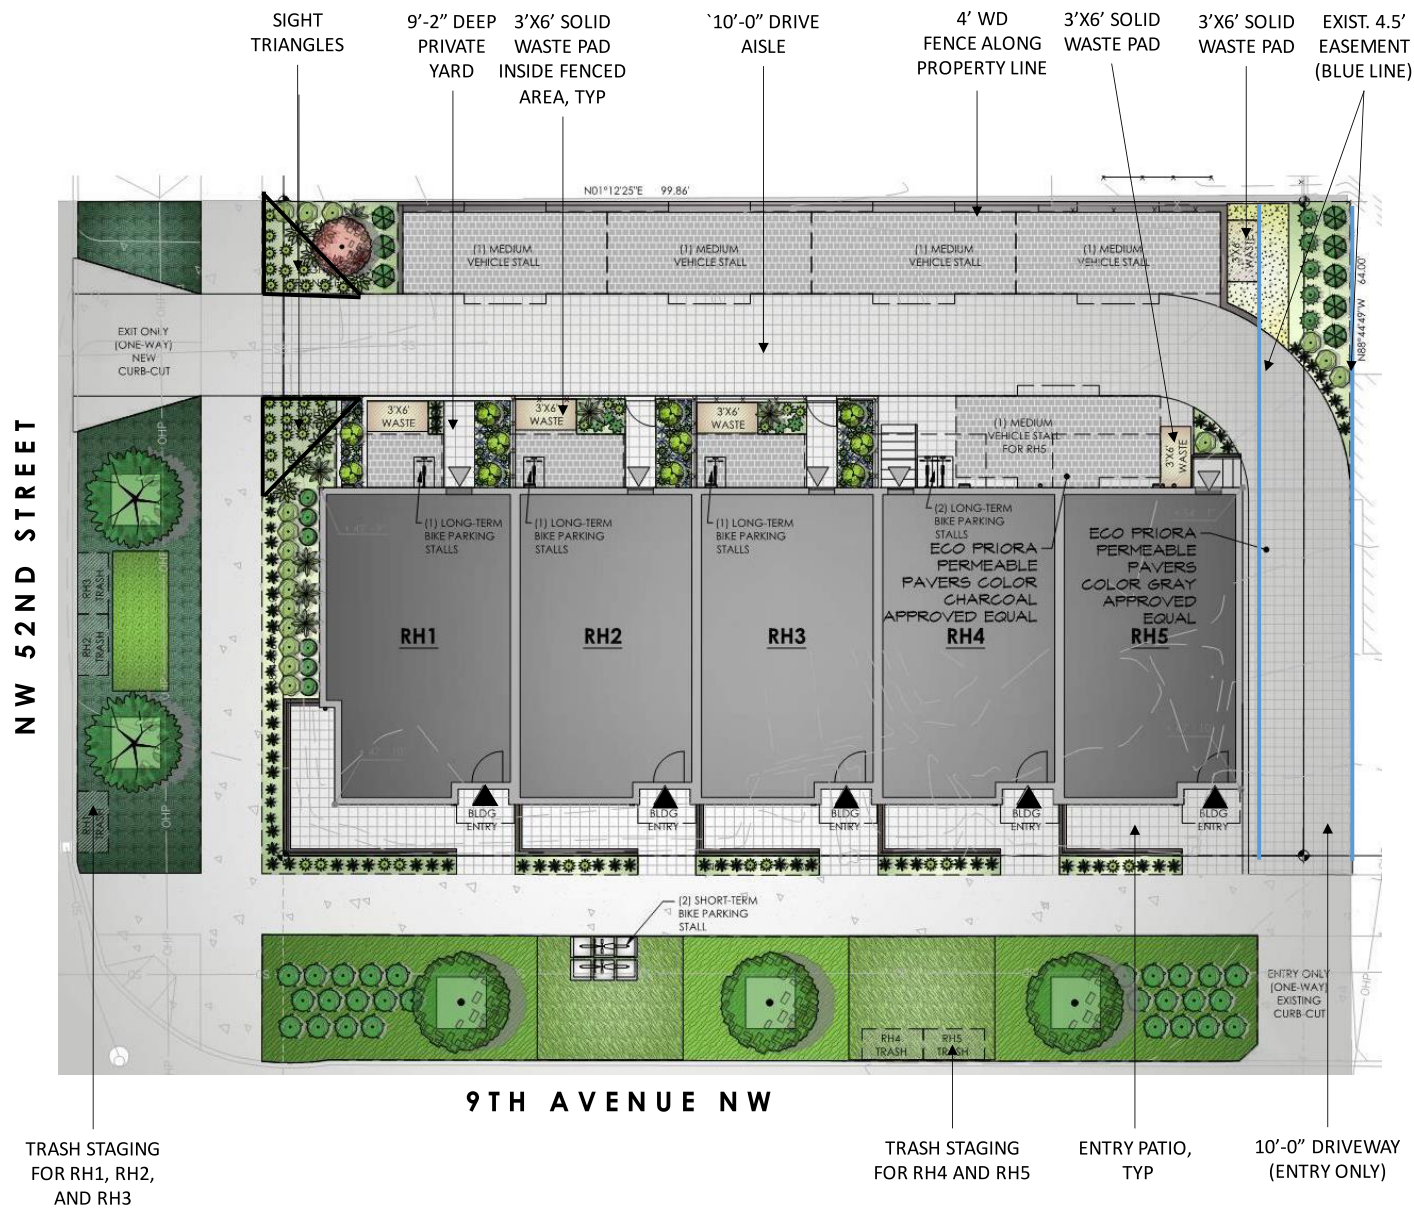 SIGHT
TRIANGLES
9'-2” DEEP
PRIVATE
YARD
3'X6' SOLID
WASTE PAD
INSIDE FENCED
AREA, TYP
`10'-0” DRIVE
AISLE
4' WD
FENCE ALONG
PROPERTY LINE
3'X6' SOLID
WASTE PAD
3'X6' SOLID
WASTE PAD
EXIST. 4.5'
EASEMENT
(BLUE LINE)
N01°12'25"E 99.86'
(1) MEDIUM
VEHICLE STALL
(1) MEDIUM
VEHICLE STALL
(1) MEDIUM
VEHICLE STALL
(1) MEDIUM
VEHICLE STALL
3'X6'
WASTE
N88°44'49"W 64.00'
EXIT ONLY
(ONE-WAY)
NEW
CURB-CUT
OHP
SS
3'X6'
WASTE
3'X6'
WASTE
3'X6'
WASTE
(1) MEDIUM
VEHICLE STALL
FOR RH5
3'X6'
WASTE
NW 52ND STREET
OHP
(1) LONG-TERM
BIKE PARKING
STALLS
(1) LONG-TERM
BIKE PARKING
STALLS
(1) LONG-TERM
BIKE PARKING
STALLS
(2) LONG-TERM
BIKE PARKING
STALLS
ECO PRIORA
PERMEABLE
PAVERS COLOR
CHARCOAL
APPROVED EQUAL
ECO PRIORA
PERMEABLE
PAVERS
COLOR GRAY
APPROVED
EQUAL
RH3
TRASH
RH2
TRASH
RH1
RH2
RH3
RH4
RH5
RH1
TRASH
OHP
BLDG
ENTRY
BLDG
ENTRY
BLDG
ENTRY
BLDG
ENTRY
BLDG
ENTRY
(2) SHORT-TERM
BIKE PARKING
STALL
SD
OHP
ENTRY ONLY
(ONE-WAY)
EXISTING
CURB-CUT
OHP
RH4
TRASH
RH5
TRASH
9TH AVENUE NW
TRASH STAGING
FOR RH1, RH2,
AND RH3
TRASH STAGING
FOR RH4 AND RH5
ENTRY PATIO,
TYP
10'-0” DRIVEWAY
(ENTRY ONLY)